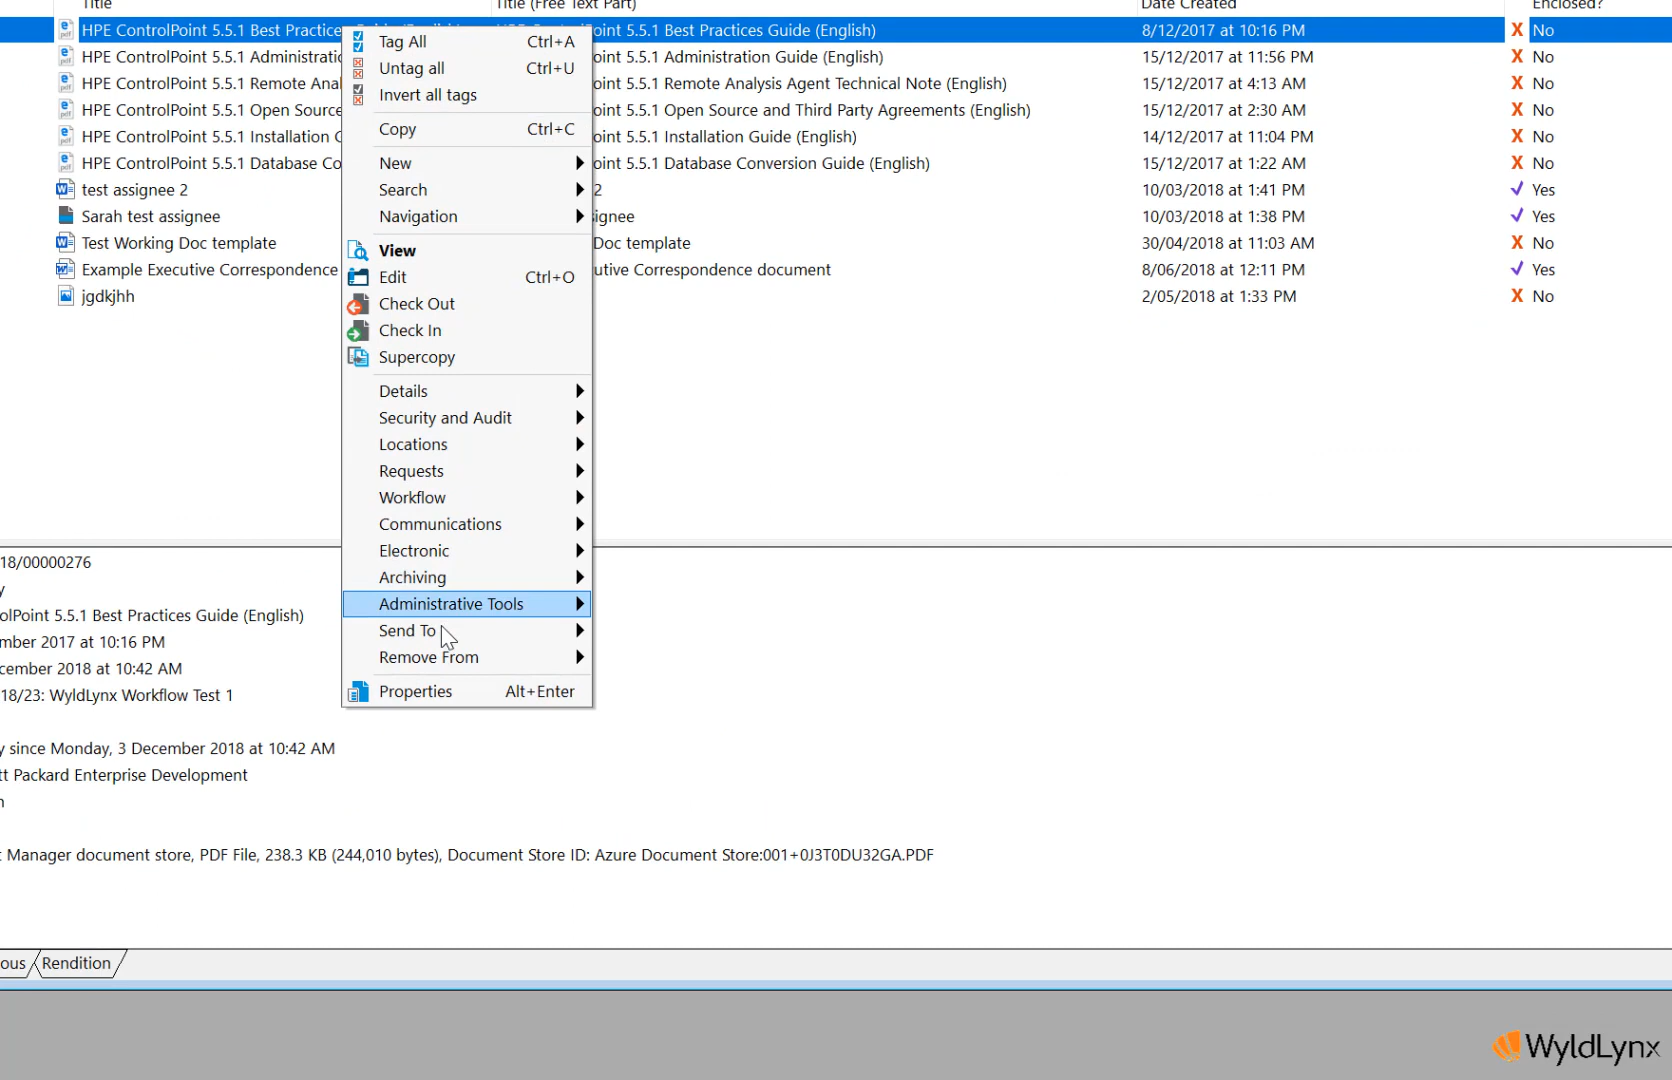 Title Title (Free Text Part) Date Created Enclosed?
HPE ControlPoint 5.5.1 Best Practices Guide (English) 8/12/2017 at 10:16 PM X No
HPE ControlPoint 5.5.1 oint 5.5.1 Administration Guide (English) 15/12/2017 at 11:56 PM X No
HPE ControlPoint 5.5.1 Remote oint 5.5.1 Remote Analysis Agent Technical Note (English) 15/12/2017 at 4:13 AM X No
HPE ControlPoint 5.5.1 Open Source oint 5.5.1 Open Source and Third Party Agreements (English) 15/12/2017 at 2:30 AM X No
HPE ControlPoint 5.5.1 Installation oint 5.5.1 Installation Guide (English) 14/12/2017 at 11:04 PM X No
HPE ControlPoint 5.5.1 Database oint 5.5.1 Database Conversion Guide (English) 15/12/2017 at 1:22 AM X No
test assignee 2 2 10/03/2018 at 1:41 PM Yes
Sarah test assignee ignee 10/03/2018 at 1:38 PM Yes
Test Working Doc template Doc template 30/04/2018 at 11:03 AM X No
Example Executive Correspondence utive Correspondence document 8/06/2018 at 12:11 PM Yes
jgdkjhh 2/05/2018 at 1:33 PM X No
Tag All Ctrl+A
Untag all Ctrl+U
Invert all tags
Copy Ctrl+C
New
Search
Navigation
View
Edit Ctrl+O
Check Out
Check In
Supercopy
Details
Security and Audit
Locations
Requests
Workflow
Communications
Electronic
Archiving
Administrative Tools
Send To
Remove From
Properties Alt+Enter
18/00000276
y
olPoint 5.5.1 Best Practices Guide (English)
mber 2017 at 10:16 PM
cember 2018 at 10:42 AM
18/23: WyldLynx Workflow Test 1
y since Monday, 3 December 2018 at 10:42 AM
tt Packard Enterprise Development
n
t Manager document store, PDF File, 238.3 KB (244,010 bytes), Document Store ID: Azure Document Store:001+0J3T0DU32GA.PDF
ous Rendition
WyldLynx